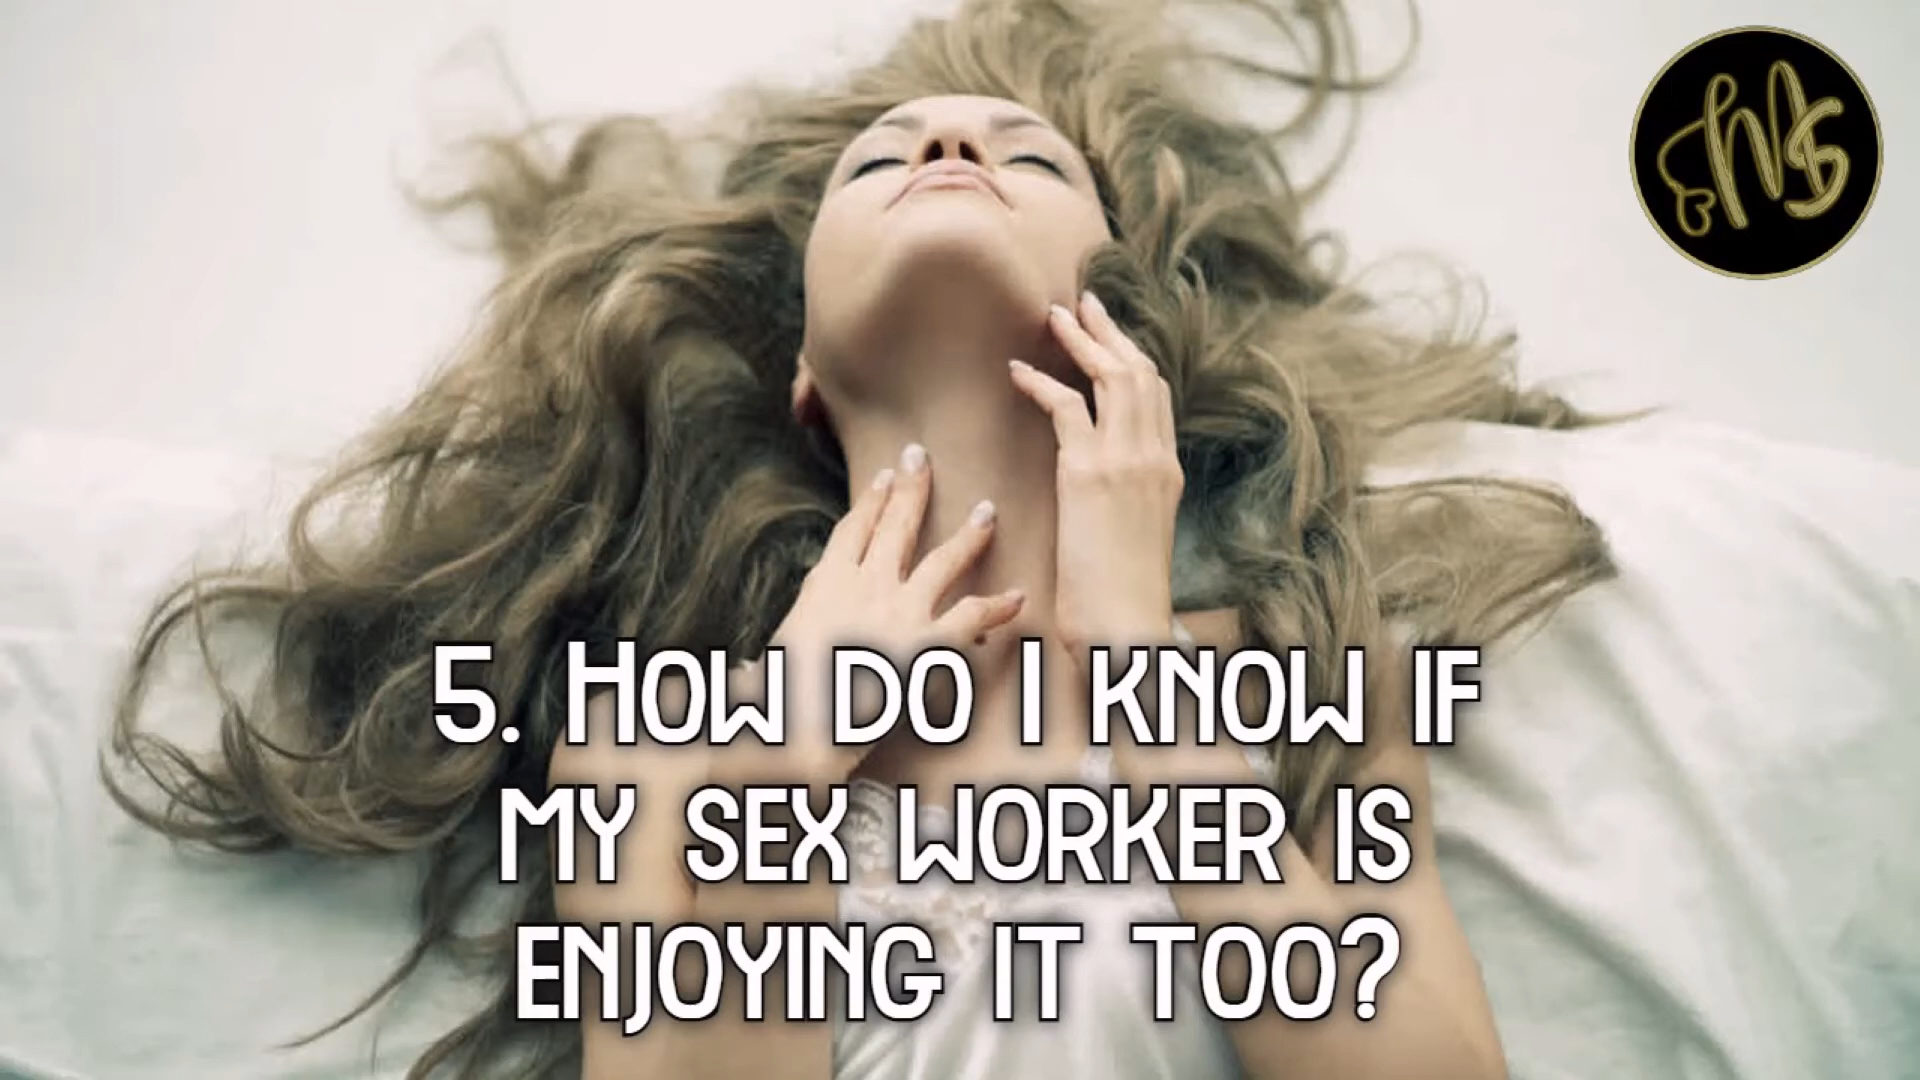 5. How do I know if
my sex worker is
enjoying it too?